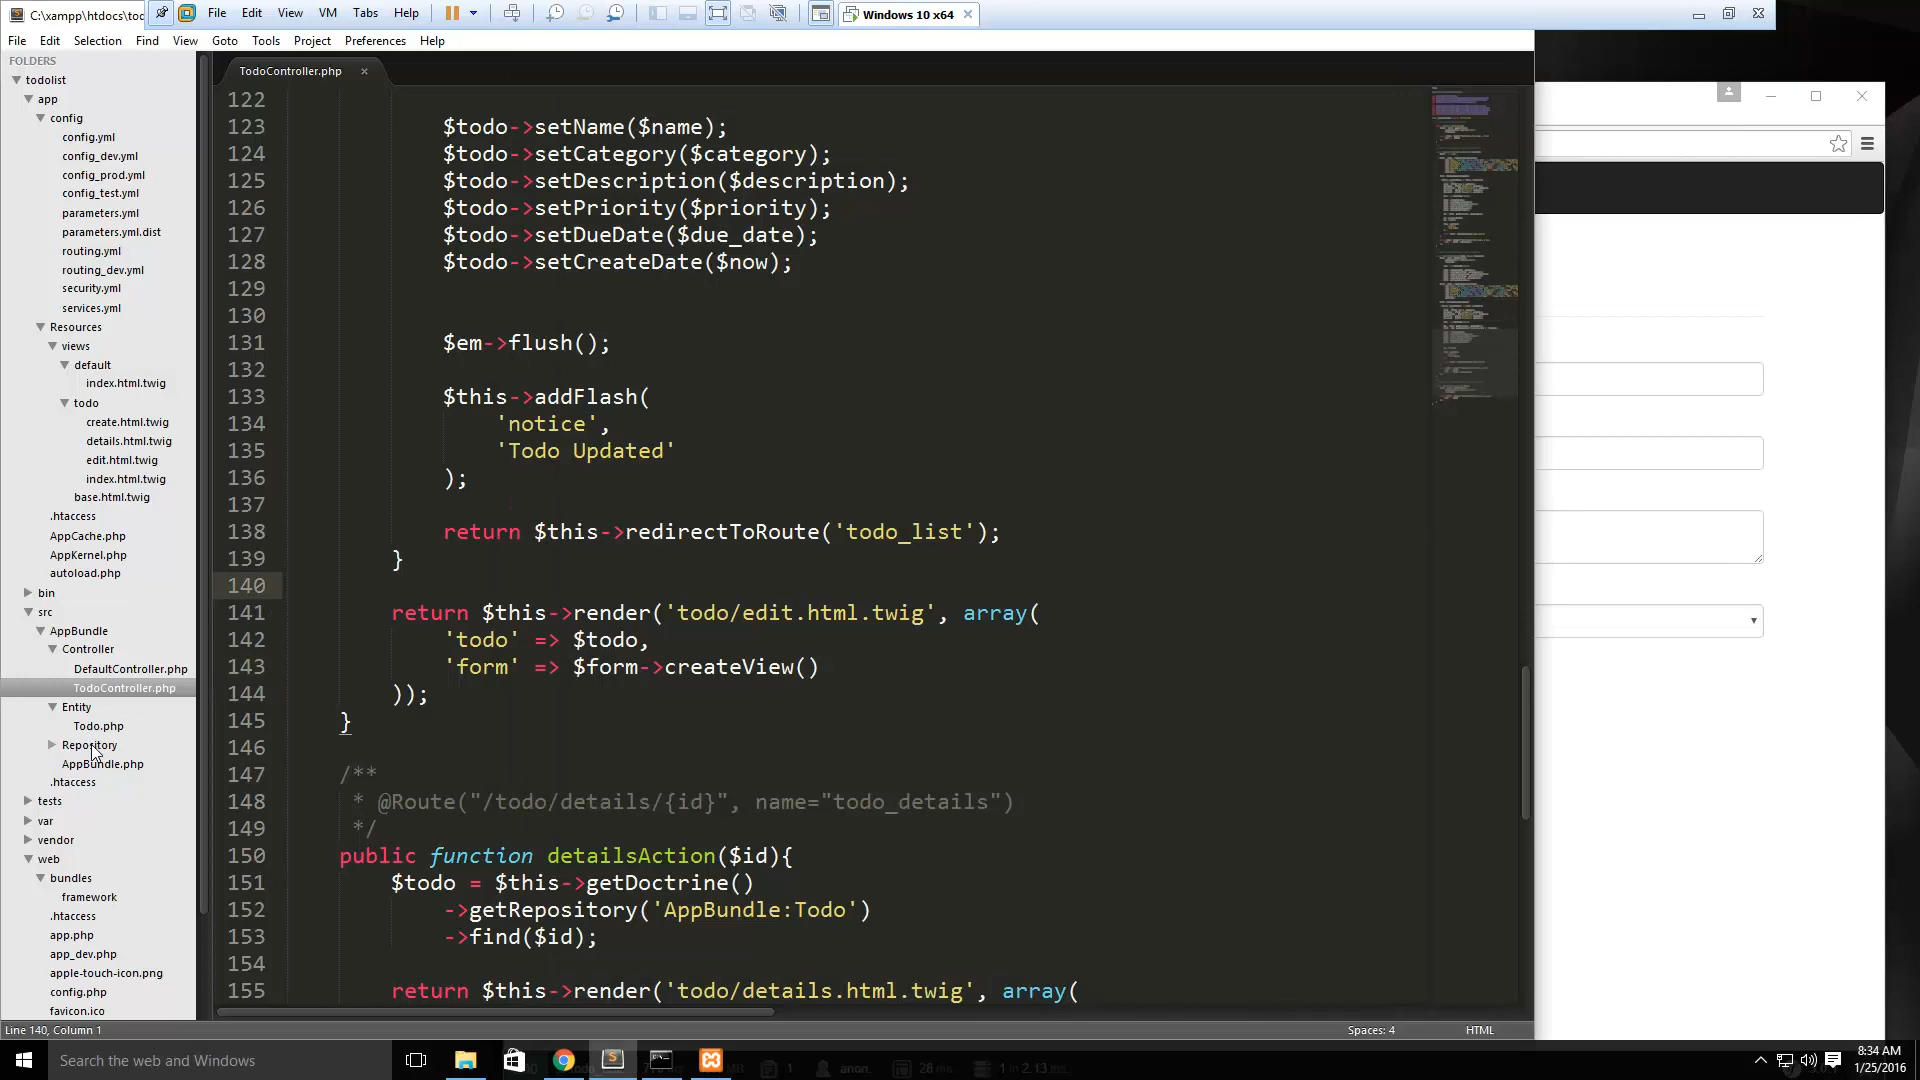 C:\xampp\htdocs\tod
File Edit View VM Tabs Help
Windows 10 x64
File Edit Selection Find View Goto Tools Project Preferences Help
FOLDERS
todolist
app
config
config.yml
config_dev.yml
config_prod.yml
config_test.yml
parameters.yml
parameters.yml.dist
routing.yml
routing_dev.yml
security.yml
services.yml
Resources
views
default
index.html.twig
todo
create.html.twig
details.html.twig
edit.html.twig
index.html.twig
base.html.twig
.htaccess
AppCache.php
AppKernel.php
autoload.php
bin
src
AppBundle
Controller
DefaultController.php
TodoController.php
Entity
Todo.php
Repository
AppBundle.php
.htaccess
tests
var
vendor
web
bundles
framework
.htaccess
app.php
app_dev.php
apple-touch-icon.png
config.php
favicon.ico
TodoController.php
122
123 $todo->setName($name);
124 $todo->setCategory($category);
125 $todo->setDescription($description);
126 $todo->setPriority($priority);
127 $todo->setDueDate($due_date);
128 $todo->setCreateDate($now);
129
130
131 $em->flush();
132
133 $this->addFlash(
134 'notice',
135 'Todo Updated'
136 );
137
138 return $this->redirectToRoute('todo_list');
139 }
140
141 return $this->render('todo/edit.html.twig', array(
142 'todo' => $todo,
143 'form' => $form->createView()
144 ));
145 }
146
147 /**
148 * @Route("/todo/details/{id}", name="todo_details")
149 */
150 public function detailsAction($id){
151 $todo = $this->getDoctrine()
152 ->getRepository('AppBundle:Todo')
153 ->find($id);
154
155 return $this->render('todo/details.html.twig', array(
Line 140, Column 1
Spaces: 4
HTML
Search the web and Windows
1
anon.
28 ms
1 in 2.13 ms
8:34 AM
1/25/2016